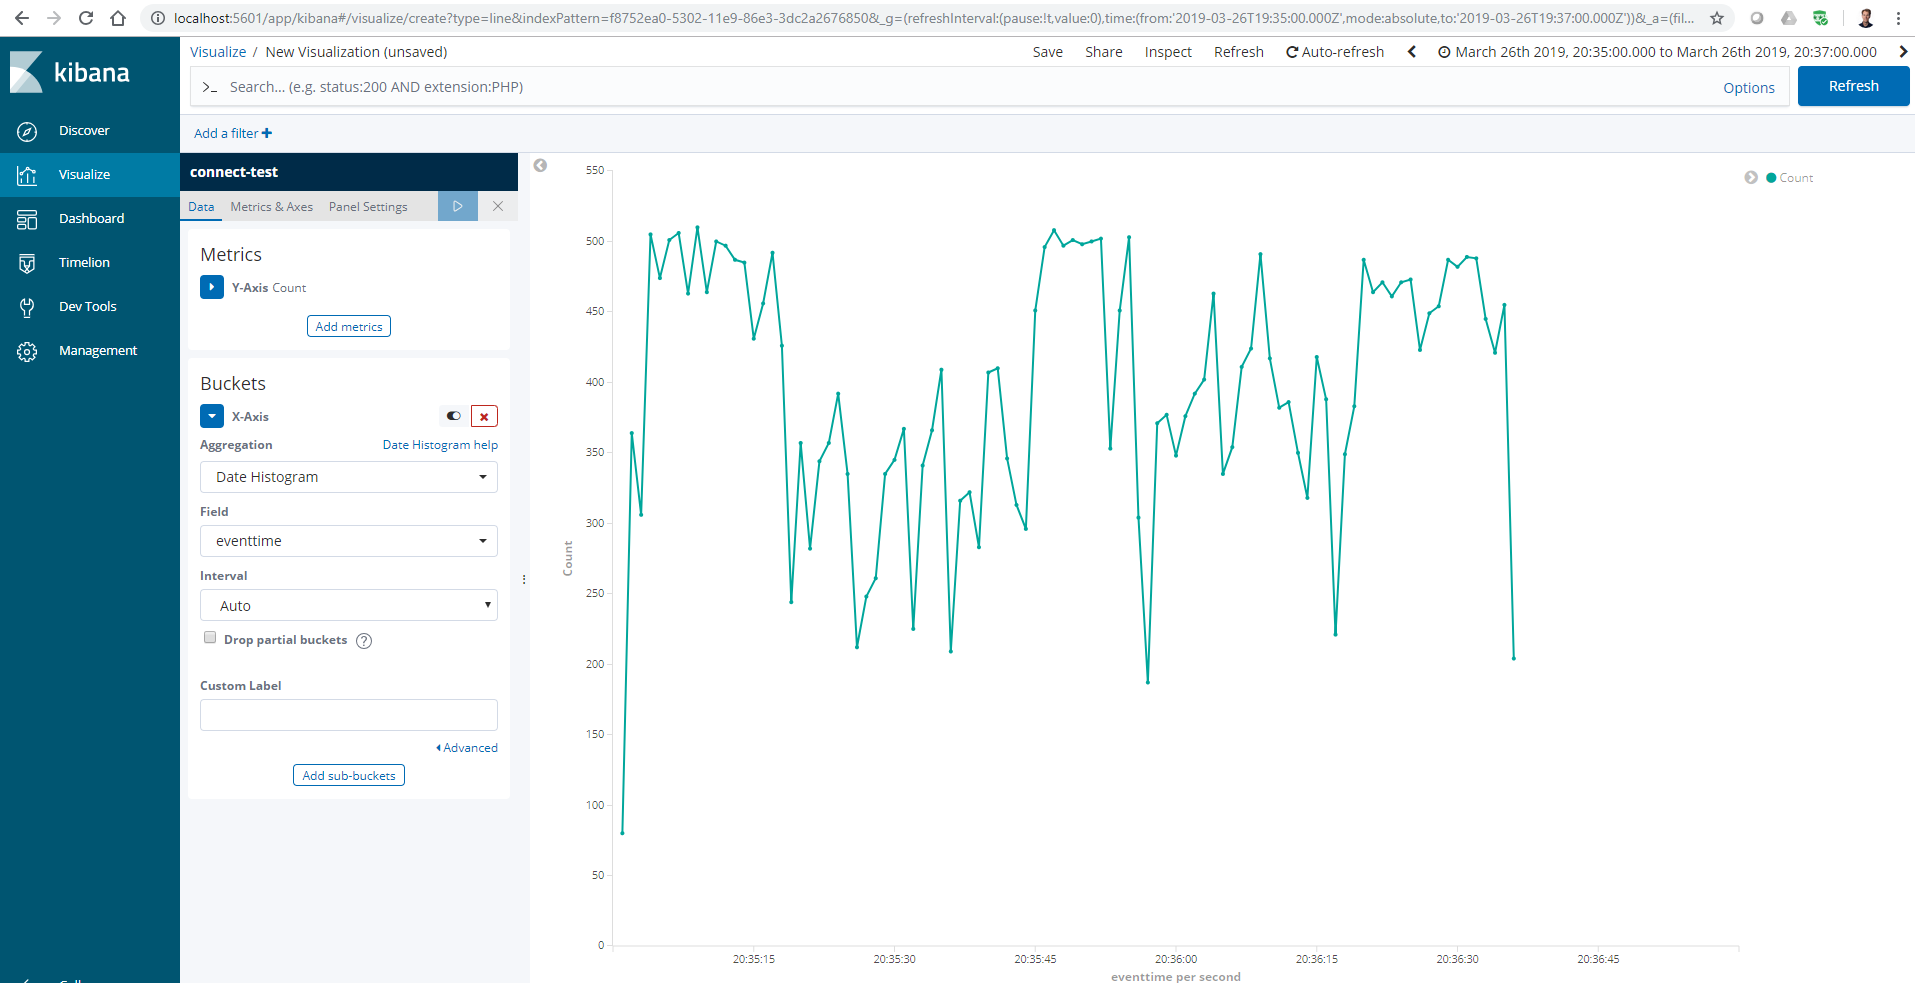 localhost:5601/app/kibana#/visualize/create?type=line&indexPattern=f8752ea0-5302-11e9-86e3-3dc2a2676850&_g=(refreshInterval:(pause:!t,value:0),time:(from:'2019-03-26T19:35:00.000Z',mode:absolute,to:'2019-03-26T19:37:00.000Z'))&_a=(fil...
kibana
Discover
Visualize
Dashboard
Timelion
Dev Tools
Management
Visualize / New Visualization (unsaved)
Save Share Inspect Refresh Auto-refresh March 26th 2019, 20:35:00.000 to March 26th 2019, 20:37:00.000
>_ Search... (e.g. status:200 AND extension:PHP)
Options
Refresh
Add a filter +
connect-test
Data Metrics & Axes Panel Settings
Metrics
Y-Axis Count
Add metrics
Buckets
X-Axis
Aggregation Date Histogram help
Date Histogram
Field
eventtime
Interval
Auto
Drop partial buckets ?
Custom Label
Advanced
Add sub-buckets
Count
550
500
450
400
350
300
250
200
150
100
50
0
Count
20:35:15 20:35:30 20:35:45 20:36:00 20:36:15 20:36:30 20:36:45
eventtime per second